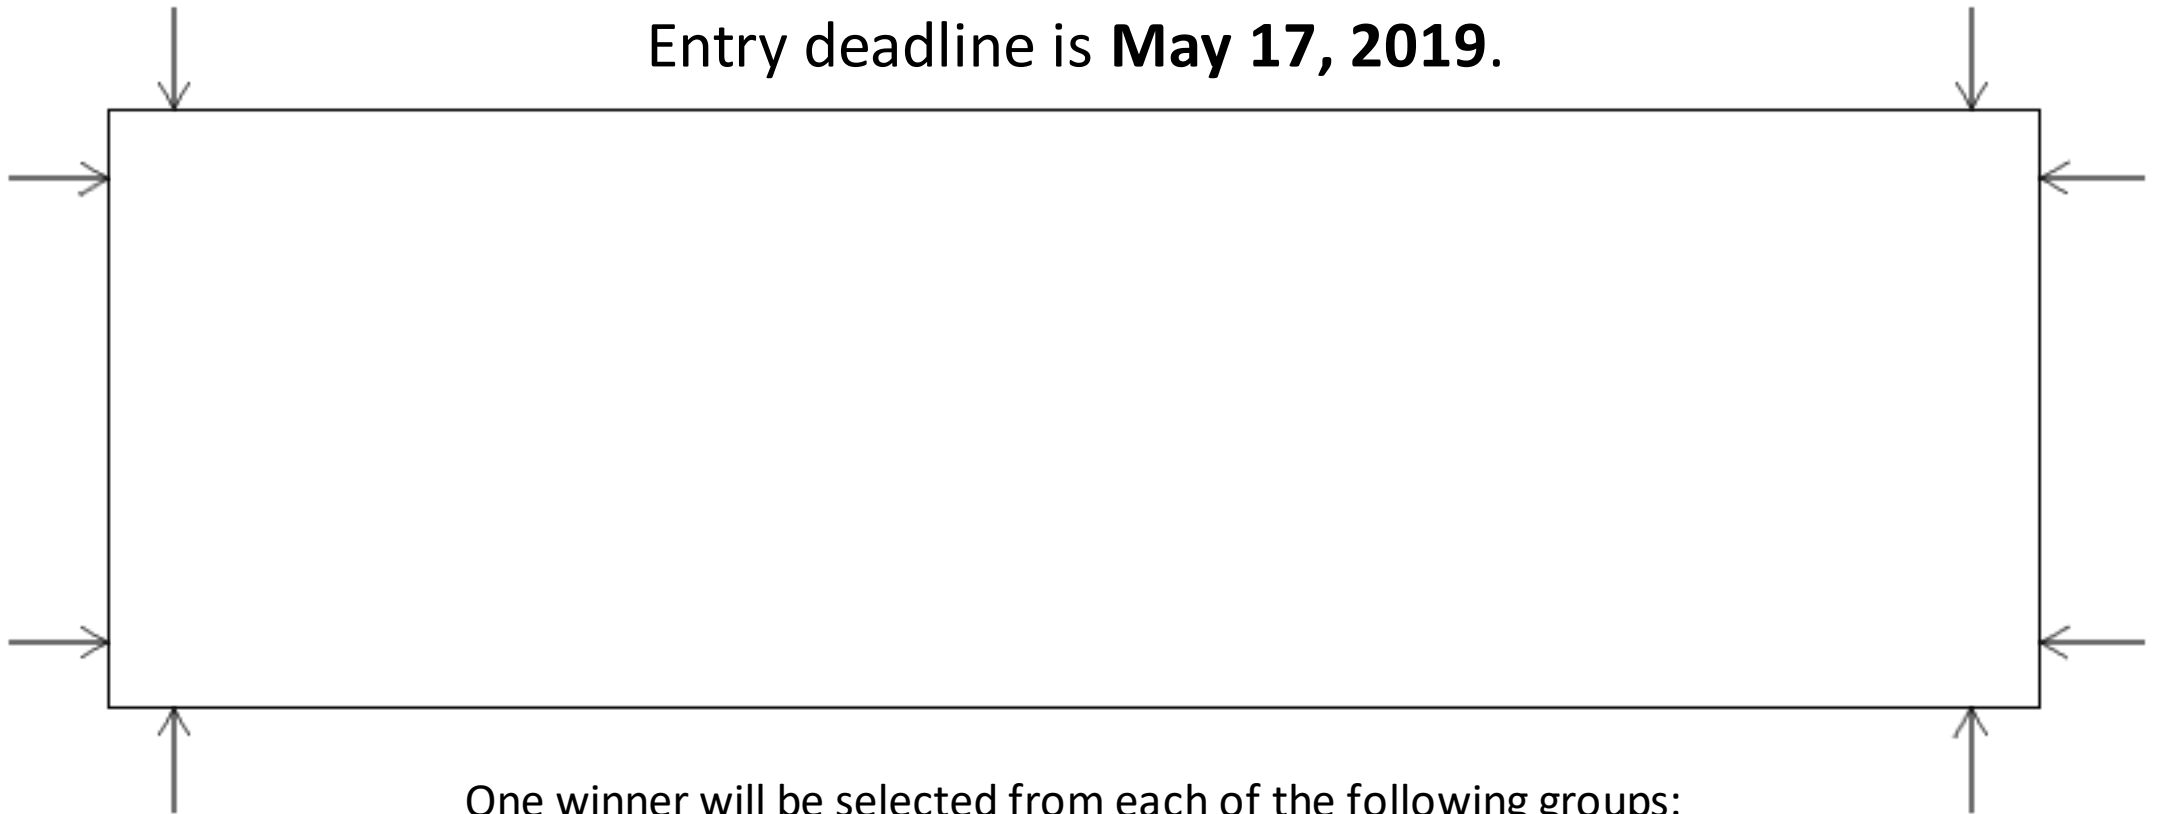 Entry deadline is May 17, 2019.
One winner will be selected from each of the following groups: